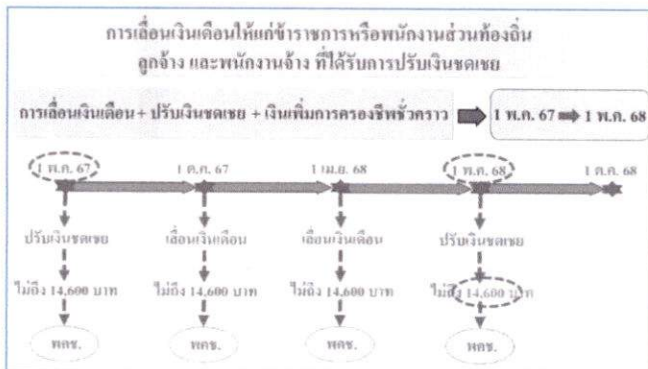 การเลื่อนเงินเดือนให้แก่ข้าราชการหรือพนักงานส่วนท้องถิ่น
ลูกจ้าง และพนักงานจ้าง ที่ได้รับการปรับเงินชดเชย
การเลื่อนเงินเดือน + ปรับเงินชดเชย + เงินเพิ่มการครองชีพชั่วคราว
1 พ.ค. 67 1 พ.ค. 68
1 พ.ค. 67 1 ต.ค. 67 1 เม.ย. 68 1 พ.ค. 68 1 ต.ค. 68
ปรับเงินชดเชย เลื่อนเงินเดือน เลื่อนเงินเดือน ปรับเงินชดเชย
ไม่ถึง 14,600 บาท ไม่ถึง 14,600 บาท ไม่ถึง 14,600 บาท ไม่ถึง 14,600 บาท
พคช. พคช. พคช. พคช.